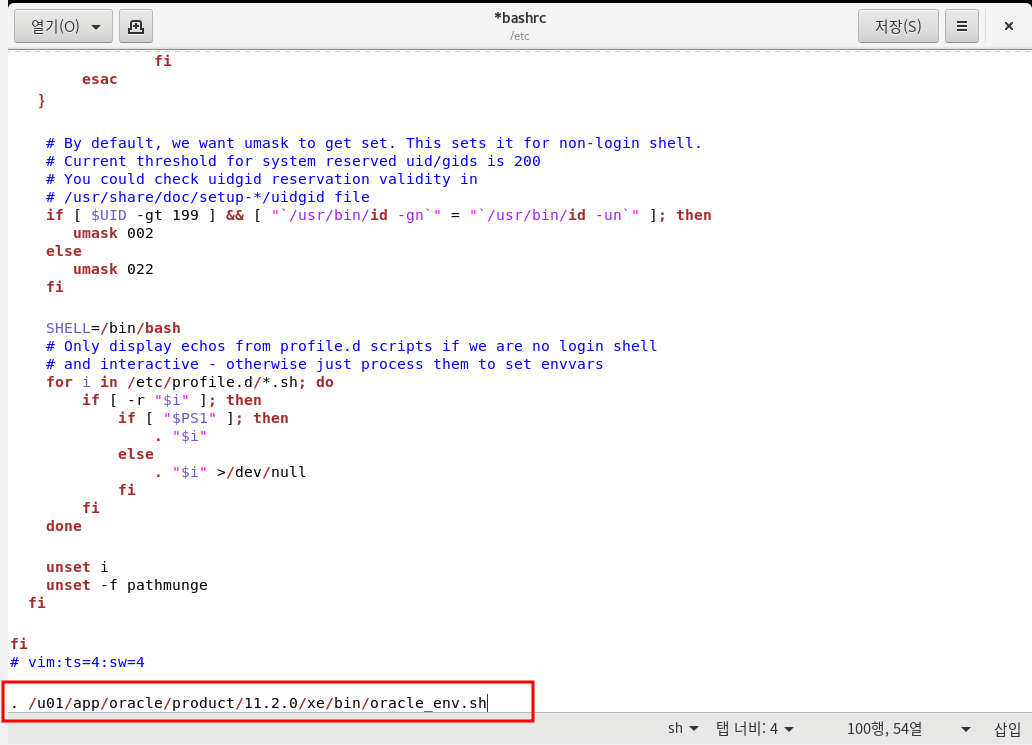 열기(O)
*bashrc
/etc
저장(S)
fi
esac
}
# By default, we want umask to get set. This sets it for non-login shell.
# Current threshold for system reserved uid/gids is 200
# You could check uidgid reservation validity in
# /usr/share/doc/setup-*/uidgid file
if [ $UID -gt 199 ] && [ "`/usr/bin/id -gn`" = "`/usr/bin/id -un`" ]; then
umask 002
else
umask 022
fi
SHELL=/bin/bash
# Only display echos from profile.d scripts if we are no login shell
# and interactive - otherwise just process them to set envvars
for i in /etc/profile.d/*.sh; do
if [ -r "$i" ]; then
if [ "$PS1" ]; then
. "$i"
else
. "$i" >/dev/null
fi
fi
done
unset i
unset -f pathmunge
fi
fi
# vim:ts=4:sw=4
. /u01/app/oracle/product/11.2.0/xe/bin/oracle_env.sh
sh
탭 너비: 4
100행, 54열
삽입